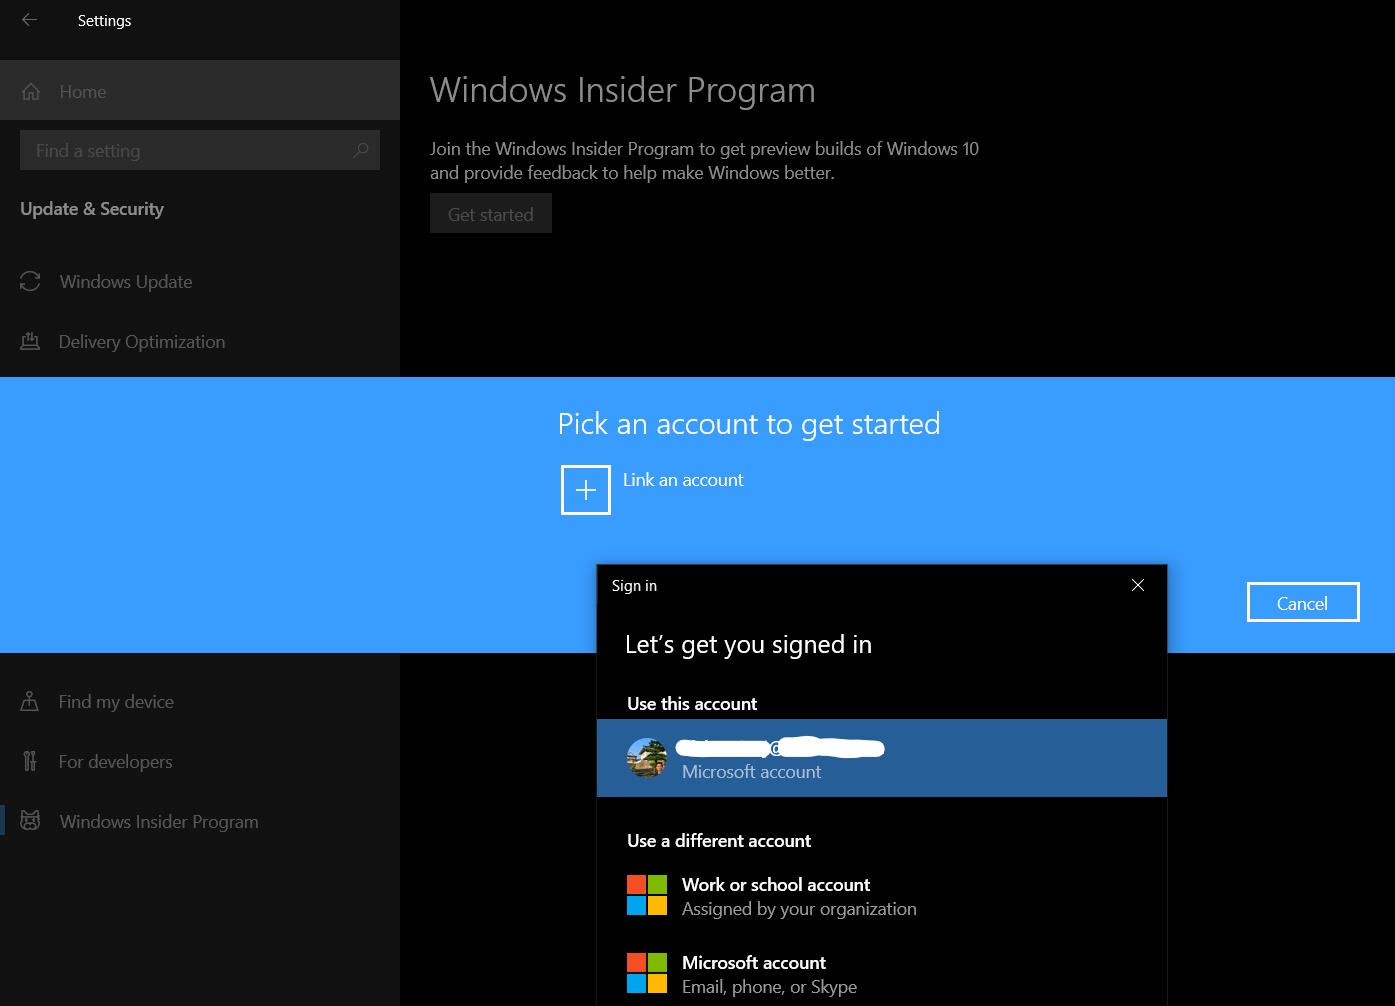 Settings
Home
Find a setting
Update & Security
Windows Update
Delivery Optimization
Windows Insider Program
Join the Windows Insider Program to get preview builds of Windows 10
and provide feedback to help make Windows better.
Get started
Pick an account to get started
Link an account
Cancel
Sign in
Let's get you signed in
Use this account
Microsoft account
Use a different account
Work or school account
Assigned by your organization
Microsoft account
Email, phone, or Skype
Find my device
For developers
Windows Insider Program